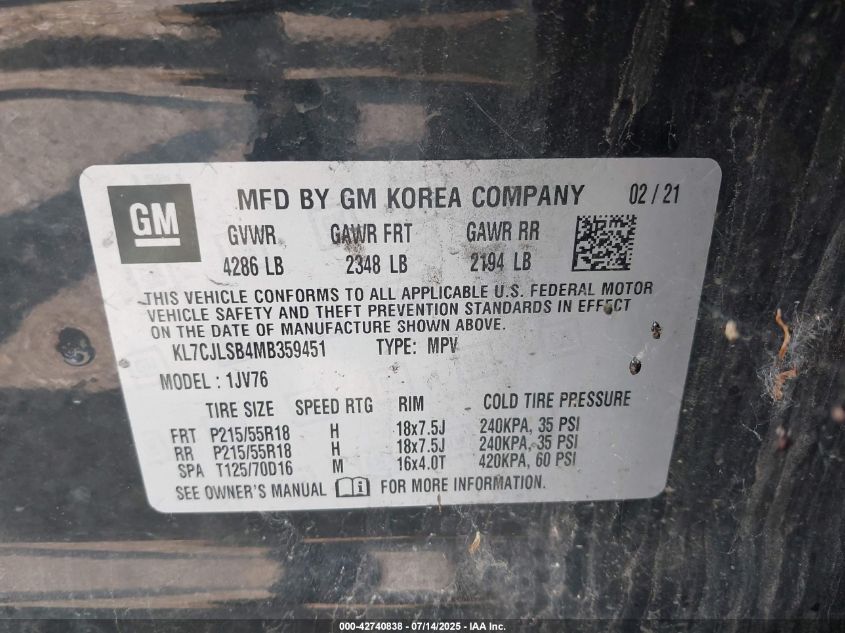 GM
MFD BY GM KOREA COMPANY 02 / 21
GVWR GAWR FRT GAWR RR
4286 LB 2348 LB 2194 LB
THIS VEHICLE CONFORMS TO ALL APPLICABLE U.S. FEDERAL MOTOR
VEHICLE SAFETY AND THEFT PREVENTION STANDARDS IN EFFECT
ON THE DATE OF MANUFACTURE SHOWN ABOVE.
KL7CJLSB4MB359451 TYPE: MPV
MODEL : 1JV76
TIRE SIZE SPEED RTG RIM COLD TIRE PRESSURE
FRT P215/55R18 H 18x7.5J 240KPA, 35 PSI
RR P215/55R18 H 18x7.5J 240KPA, 35 PSI
SPA T125/70D16 M 16x4.0T 420KPA, 60 PSI
SEE OWNER'S MANUAL i FOR MORE INFORMATION.
000-42740838 - 07/14/2025 - IAA Inc.